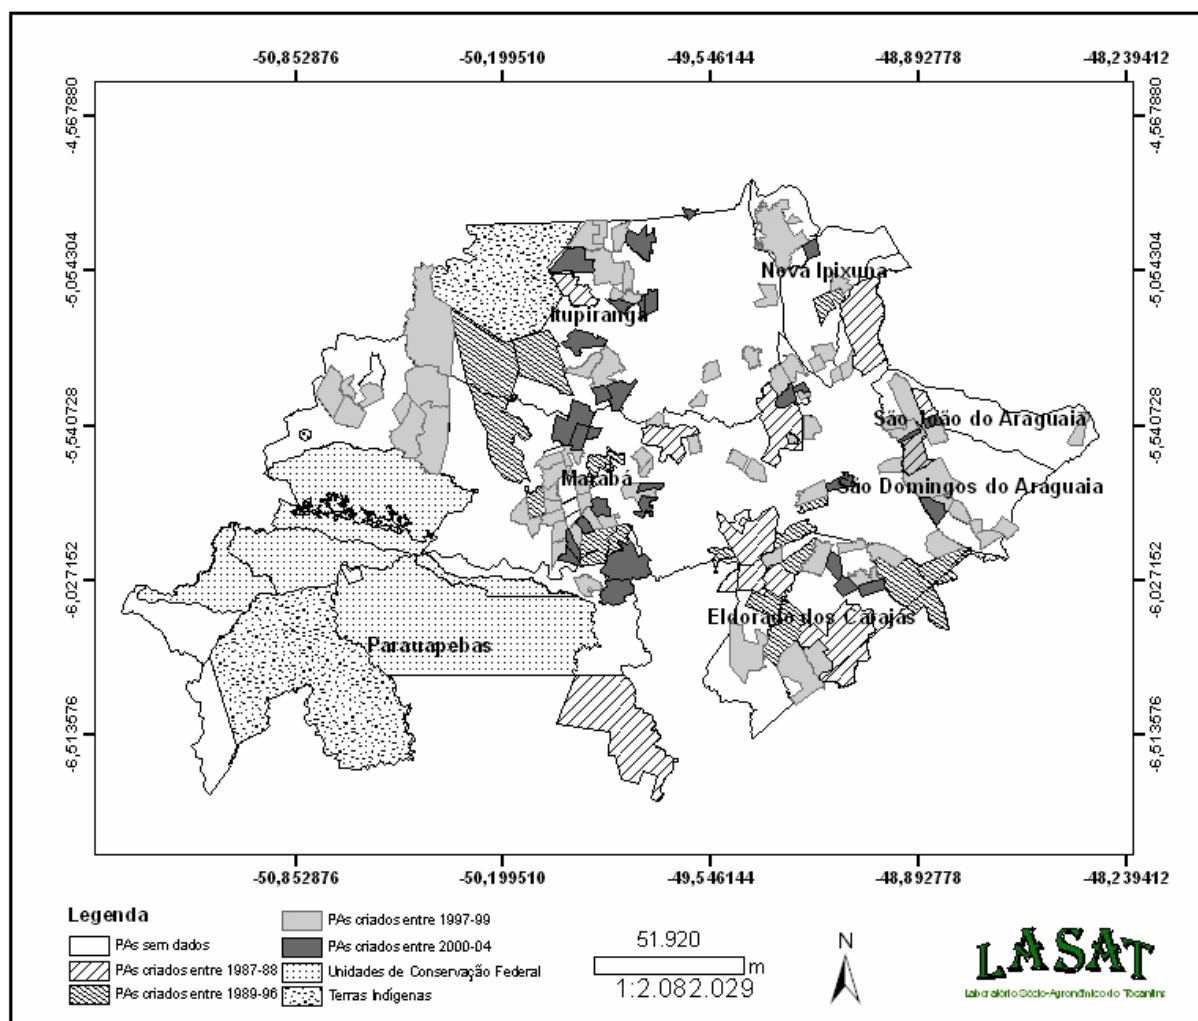 -50,852876 -50,199510 -49,546144 -48,892778 -48,239412
-4,567880 -4,567880
-5,054304 -5,054304
Nova Ipixuna
Itupiranga
São João do Araguaia
-5,540728 -5,540728
Marabá
São Domingos do Araguaia
-6,027152 -6,027152
Eldorado dos Carajás
Parauapebas
-6,513576 -6,513576
-50,852876 -50,199510 -49,546144 -48,892778 -48,239412
Legenda
PAs sem dados
PAs criados entre 1987-88
PAs criados entre 1989-96
PAs criados entre 1997-99
PAs criados entre 2000-04
Unidades de Conservação Federal
Terras Indígenas
51.920
m
1:2.082.029
N
LASAT
Laboratório Sócio-Agronômico do Tocantins